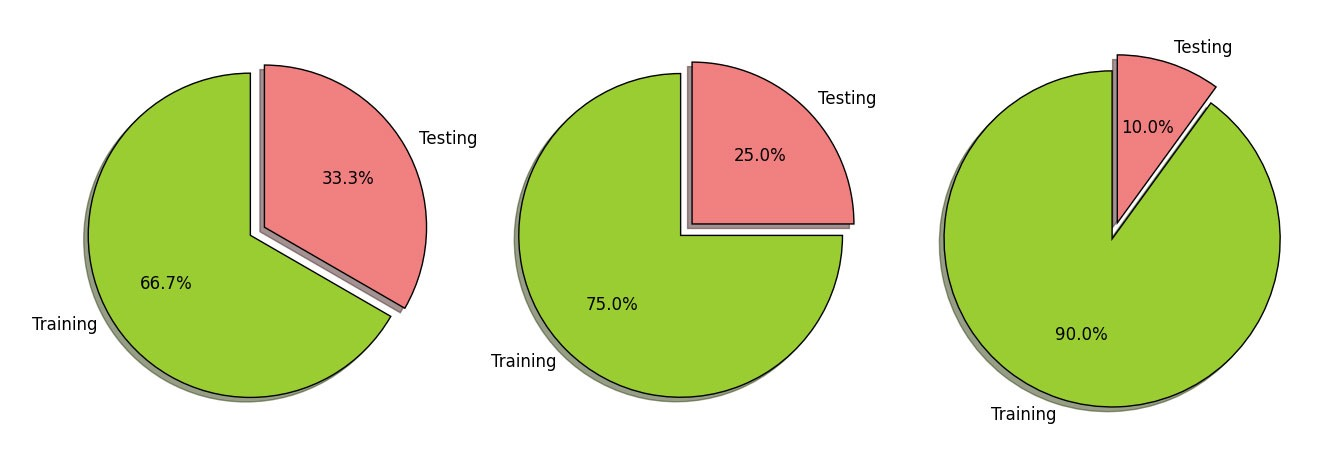 Testing
33.3%
66.7%
Training
Testing
25.0%
75.0%
Training
Testing
10.0%
90.0%
Training